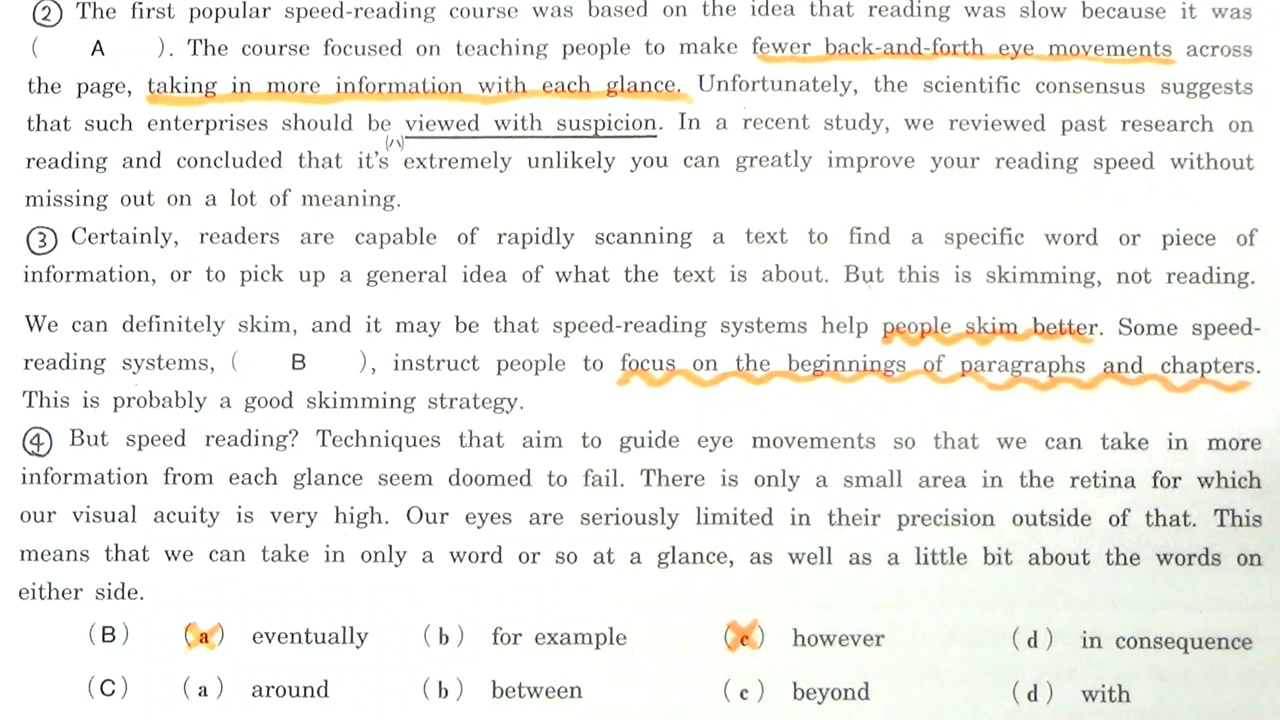 ② The first popular speed-reading course was based on the idea that reading was slow because it was
( A ). The course focused on teaching people to make fewer back-and-forth eye movements across
the page, taking in more information with each glance. Unfortunately, the scientific consensus suggests
that such enterprises should be viewed with suspicion. In a recent study, we reviewed past research on
(ハ)
reading and concluded that it's extremely unlikely you can greatly improve your reading speed without
missing out on a lot of meaning.
③ Certainly, readers are capable of rapidly scanning a text to find a specific word or piece of
information, or to pick up a general idea of what the text is about. But this is skimming, not reading.
We can definitely skim, and it may be that speed-reading systems help people skim better. Some speed-
reading systems, ( B ), instruct people to focus on the beginnings of paragraphs and chapters.
This is probably a good skimming strategy.
④ But speed reading? Techniques that aim to guide eye movements so that we can take in more
information from each glance seem doomed to fail. There is only a small area in the retina for which
our visual acuity is very high. Our eyes are seriously limited in their precision outside of that. This
means that we can take in only a word or so at a glance, as well as a little bit about the words on
either side.
(B) (a) eventually (b) for example (c) however (d) in consequence
(C) (a) around (b) between (c) beyond (d) with